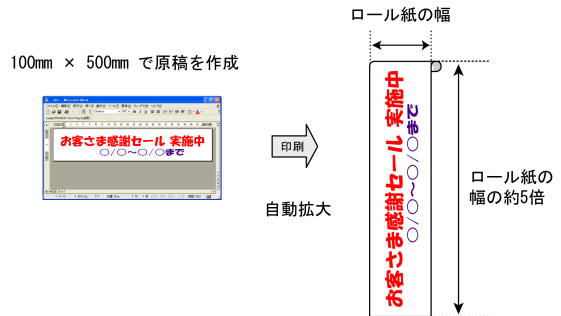 ロール紙の幅
100mm × 500mm で原稿を作成
お客さま感謝セール 実施中
〇/〇～〇/〇まで
印刷
自動拡大
お客さま感謝セール 実施中
〇/〇～〇/〇まで
ロール紙の
幅の約5倍